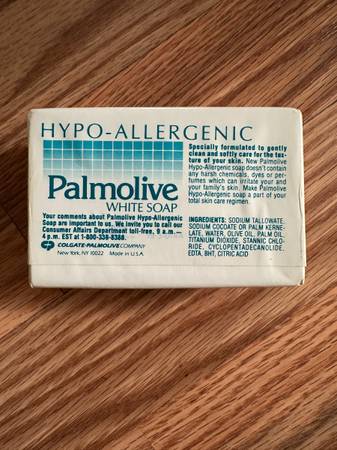 HYPO-ALLERGENIC
Palmolive
WHITE SOAP
Your comments about Palmolive Hypo-Allergenic
Soap are important to us. We invite you to call our
Consumer Affairs Department toll-free, 9 a.m.—
4 p.m. EST at 1-800-338-8388.
COLGATE-PALMOLIVE COMPANY
New York, NY 10022 Made in U.S.A.
Specially formulated to gently
clean and softly care for the tex-
ture of your skin. New Palmolive
Hypo-Allergenic soap doesn't contain
any harsh chemicals, dyes or per-
fumes which can irritate your and
your family's skin. Make Palmolive
Hypo-Allergenic soap a part of your
total skin care regimen.
INGREDIENTS: SODIUM TALLOWATE,
SODIUM COCOATE OR PALM KERNE-
LATE, WATER, OLIVE OIL, PALM OIL,
TITANIUM DIOXIDE, STANNIC CHLO-
RIDE, CYCLOPENTADECANOLIDE,
EDTA, BHT, CITRIC ACID